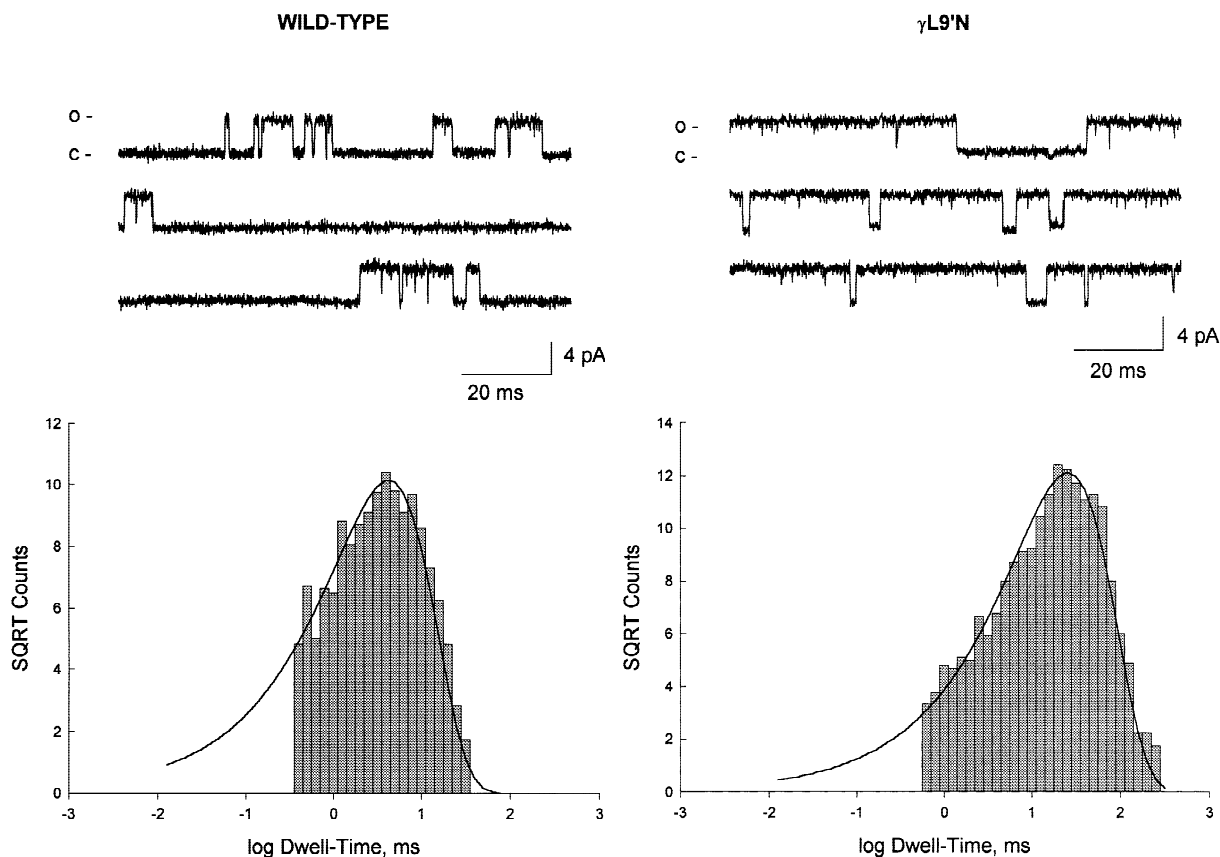 WILD-TYPE
γL9'N
O -
C -
O -
C -
4 pA
20 ms
4 pA
20 ms
12
10
8
6
4
2
0
SQRT Counts
-3
-2
-1
0
1
2
3
log Dwell-Time, ms
14
12
10
8
6
4
2
0
SQRT Counts
-3
-2
-1
0
1
2
3
log Dwell-Time, ms